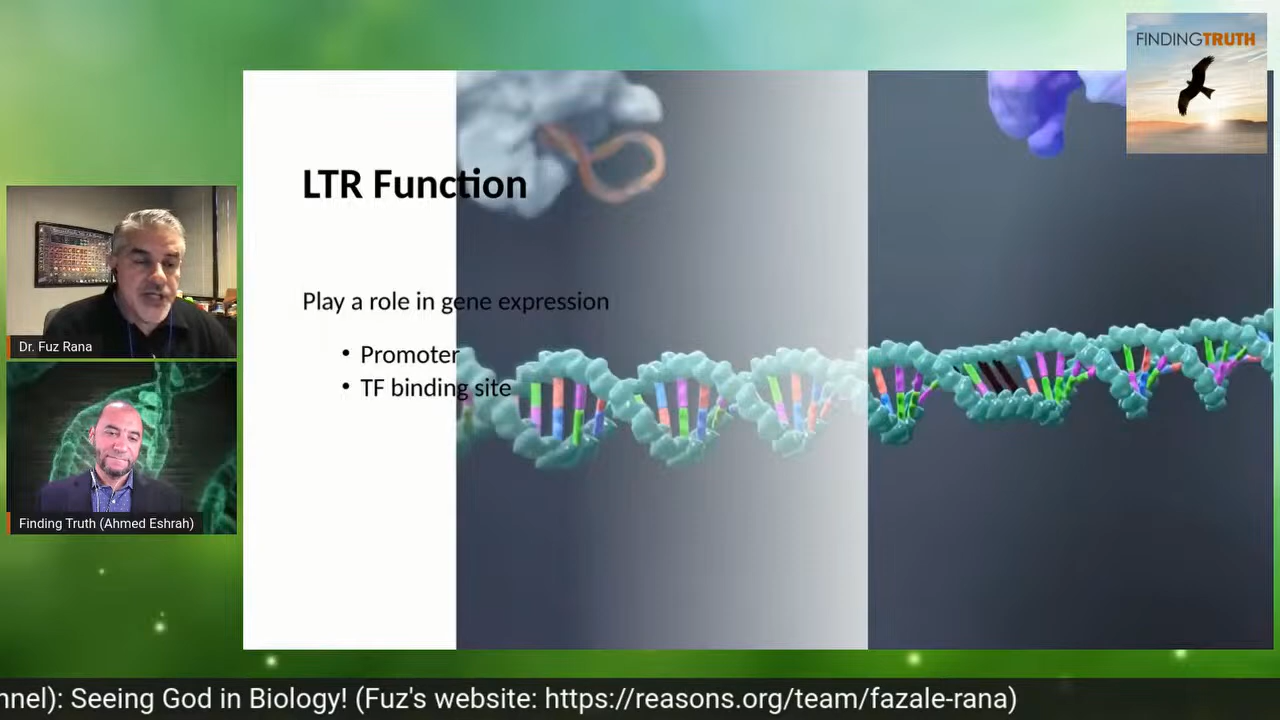 FINDINGTRUTH
LTR Function
Play a role in gene expression
• Promoter
• TF binding site
Dr. Fuz Rana
Finding Truth (Ahmed Eshrah)
nnel): Seeing God in Biology! (Fuz's website: https://reasons.org/team/fazale-rana)